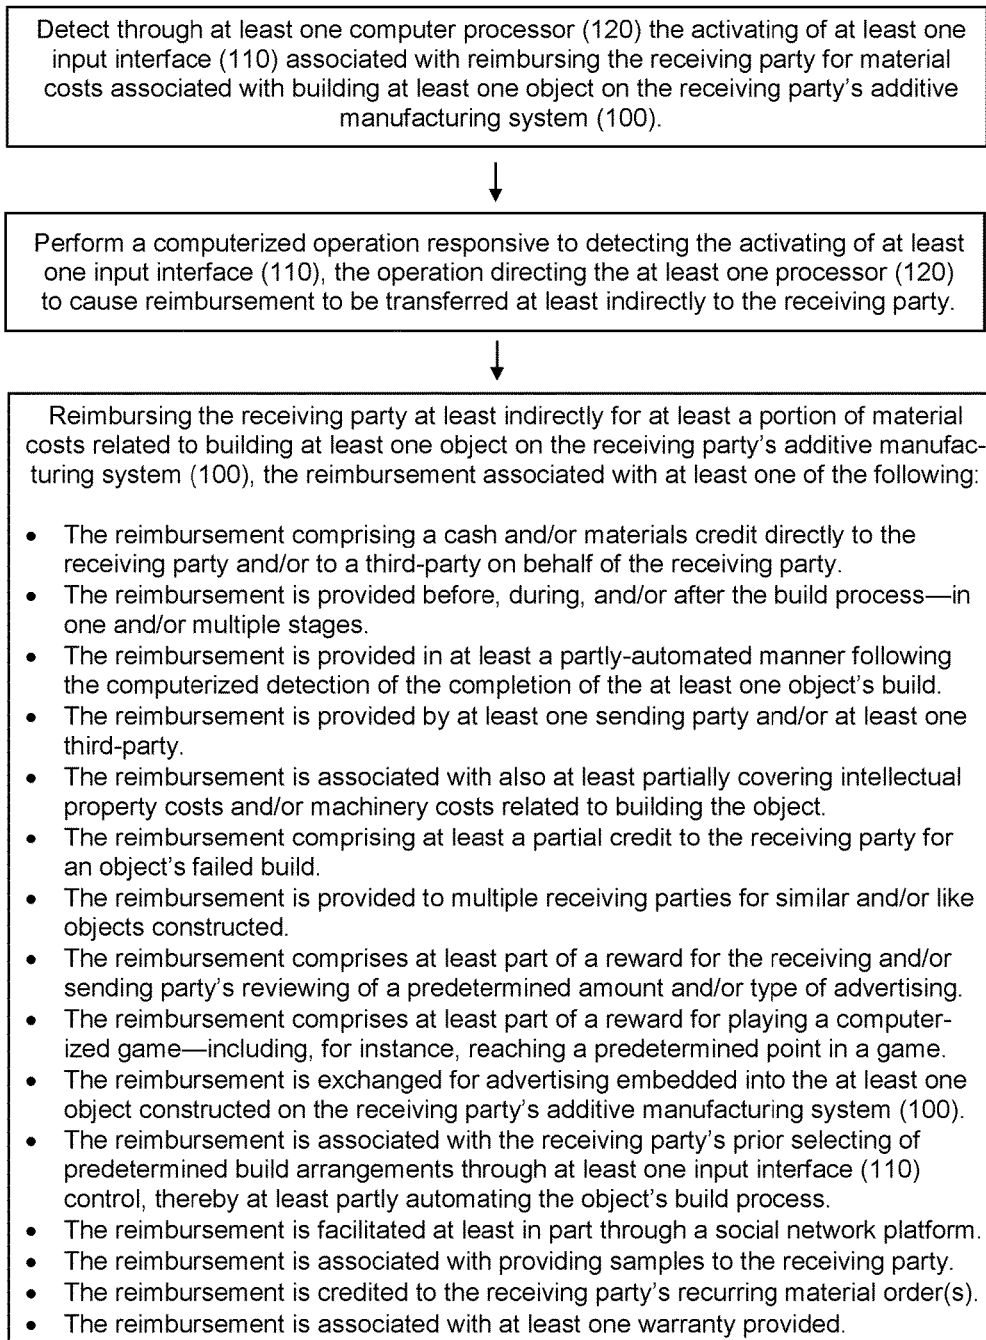 Detect through at least one computer processor (120) the activating of at least one
input interface (110) associated with reimbursing the receiving party for material
costs associated with building at least one object on the receiving party's additive
manufacturing system (100).
Perform a computerized operation responsive to detecting the activating of at least
one input interface (110), the operation directing the at least one processor (120)
to cause reimbursement to be transferred at least indirectly to the receiving party.
Reimbursing the receiving party at least indirectly for at least a portion of material
costs related to building at least one object on the receiving party's additive manufac-
turing system (100), the reimbursement associated with at least one of the following:
• The reimbursement comprising a cash and/or materials credit directly to the
receiving party and/or to a third-party on behalf of the receiving party.
• The reimbursement is provided before, during, and/or after the build process—in
one and/or multiple stages.
• The reimbursement is provided in at least a partly-automated manner following
the computerized detection of the completion of the at least one object's build.
• The reimbursement is provided by at least one sending party and/or at least one
third-party.
• The reimbursement is associated with also at least partially covering intellectual
property costs and/or machinery costs related to building the object.
• The reimbursement comprising at least a partial credit to the receiving party for
an object's failed build.
• The reimbursement is provided to multiple receiving parties for similar and/or like
objects constructed.
• The reimbursement comprises at least part of a reward for the receiving and/or
sending party's reviewing of a predetermined amount and/or type of advertising.
• The reimbursement comprises at least part of a reward for playing a computer-
ized game—including, for instance, reaching a predetermined point in a game.
• The reimbursement is exchanged for advertising embedded into the at least one
object constructed on the receiving party's additive manufacturing system (100).
• The reimbursement is associated with the receiving party's prior selecting of
predetermined build arrangements through at least one input interface (110)
control, thereby at least partly automating the object's build process.
• The reimbursement is facilitated at least in part through a social network platform.
• The reimbursement is associated with providing samples to the receiving party.
• The reimbursement is credited to the receiving party's recurring material order(s).
• The reimbursement is associated with at least one warranty provided.